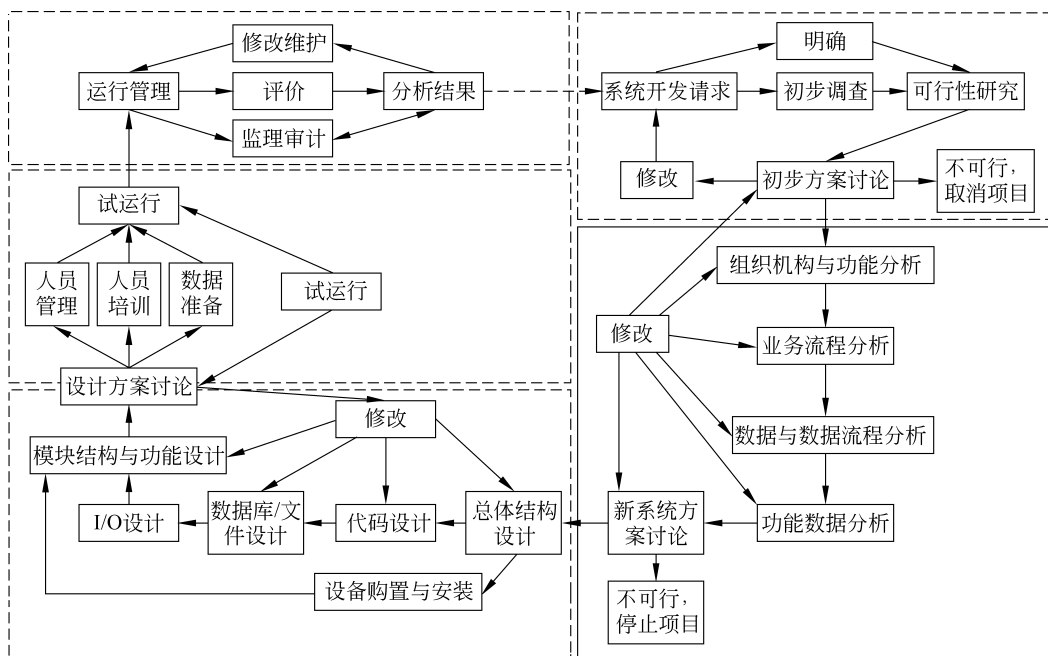 修改维护
运行管理
评价
分析结果
监理审计
明确
系统开发请求
初步调查
可行性研究
修改
初步方案讨论
不可行，
取消项目
试运行
人员
管理
人员
培训
数据
准备
试运行
设计方案讨论
组织机构与功能分析
修改
业务流程分析
数据与数据流程分析
功能数据分析
新系统方
案讨论
不可行，
停止项目
修改
模块结构与功能设计
I/O设计
数据库/文
件设计
代码设计
总体结构
设计
设备购置与安装